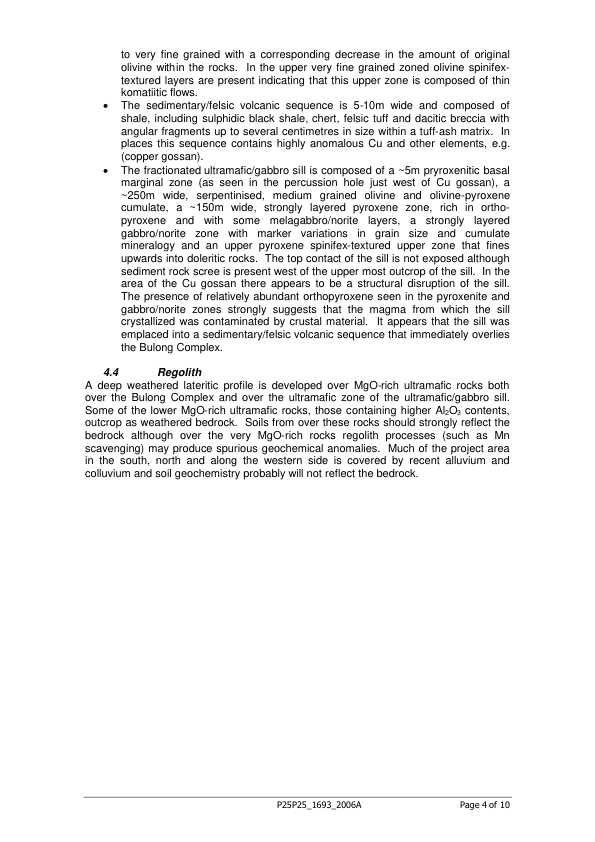 to very fine grained with a corresponding decrease in the amount of original
olivine within the rocks. In the upper very fine grained zoned olivine spinifex-
textured layers are present indicating that this upper zone is composed of thin
komatiitic flows.
• The sedimentary/felsic volcanic sequence is 5-10m wide and composed of
shale, including sulphidic black shale, chert, felsic tuff and dacitic breccia with
angular fragments up to several centimetres in size within a tuff-ash matrix. In
places this sequence contains highly anomalous Cu and other elements, e.g.
(copper gossan).
• The fractionated ultramafic/gabbro sill is composed of a ~5m pryroxenitic basal
marginal zone (as seen in the percussion hole just west of Cu gossan), a
~250m wide, serpentinised, medium grained olivine and olivine-pyroxene
cumulate, a ~150m wide, strongly layered pyroxene zone, rich in ortho-
pyroxene and with some melagabbro/norite layers, a strongly layered
gabbro/norite zone with marker variations in grain size and cumulate
mineralogy and an upper pyroxene spinifex-textured upper zone that fines
upwards into doleritic rocks. The top contact of the sill is not exposed although
sediment rock scree is present west of the upper most outcrop of the sill. In the
area of the Cu gossan there appears to be a structural disruption of the sill.
The presence of relatively abundant orthopyroxene seen in the pyroxenite and
gabbro/norite zones strongly suggests that the magma from which the sill
crystallized was contaminated by crustal material. It appears that the sill was
emplaced into a sedimentary/felsic volcanic sequence that immediately overlies
the Bulong Complex.
4.4 Regolith
A deep weathered lateritic profile is developed over MgO-rich ultramafic rocks both
over the Bulong Complex and over the ultramafic zone of the ultramafic/gabbro sill.
Some of the lower MgO-rich ultramafic rocks, those containing higher Al₂O₃ contents,
outcrop as weathered bedrock. Soils from over these rocks should strongly reflect the
bedrock although over the very MgO-rich rocks regolith processes (such as Mn
scavenging) may produce spurious geochemical anomalies. Much of the project area
in the south, north and along the western side is covered by recent alluvium and
colluvium and soil geochemistry probably will not reflect the bedrock.
P25P25_1693_2006A Page 4 of 10